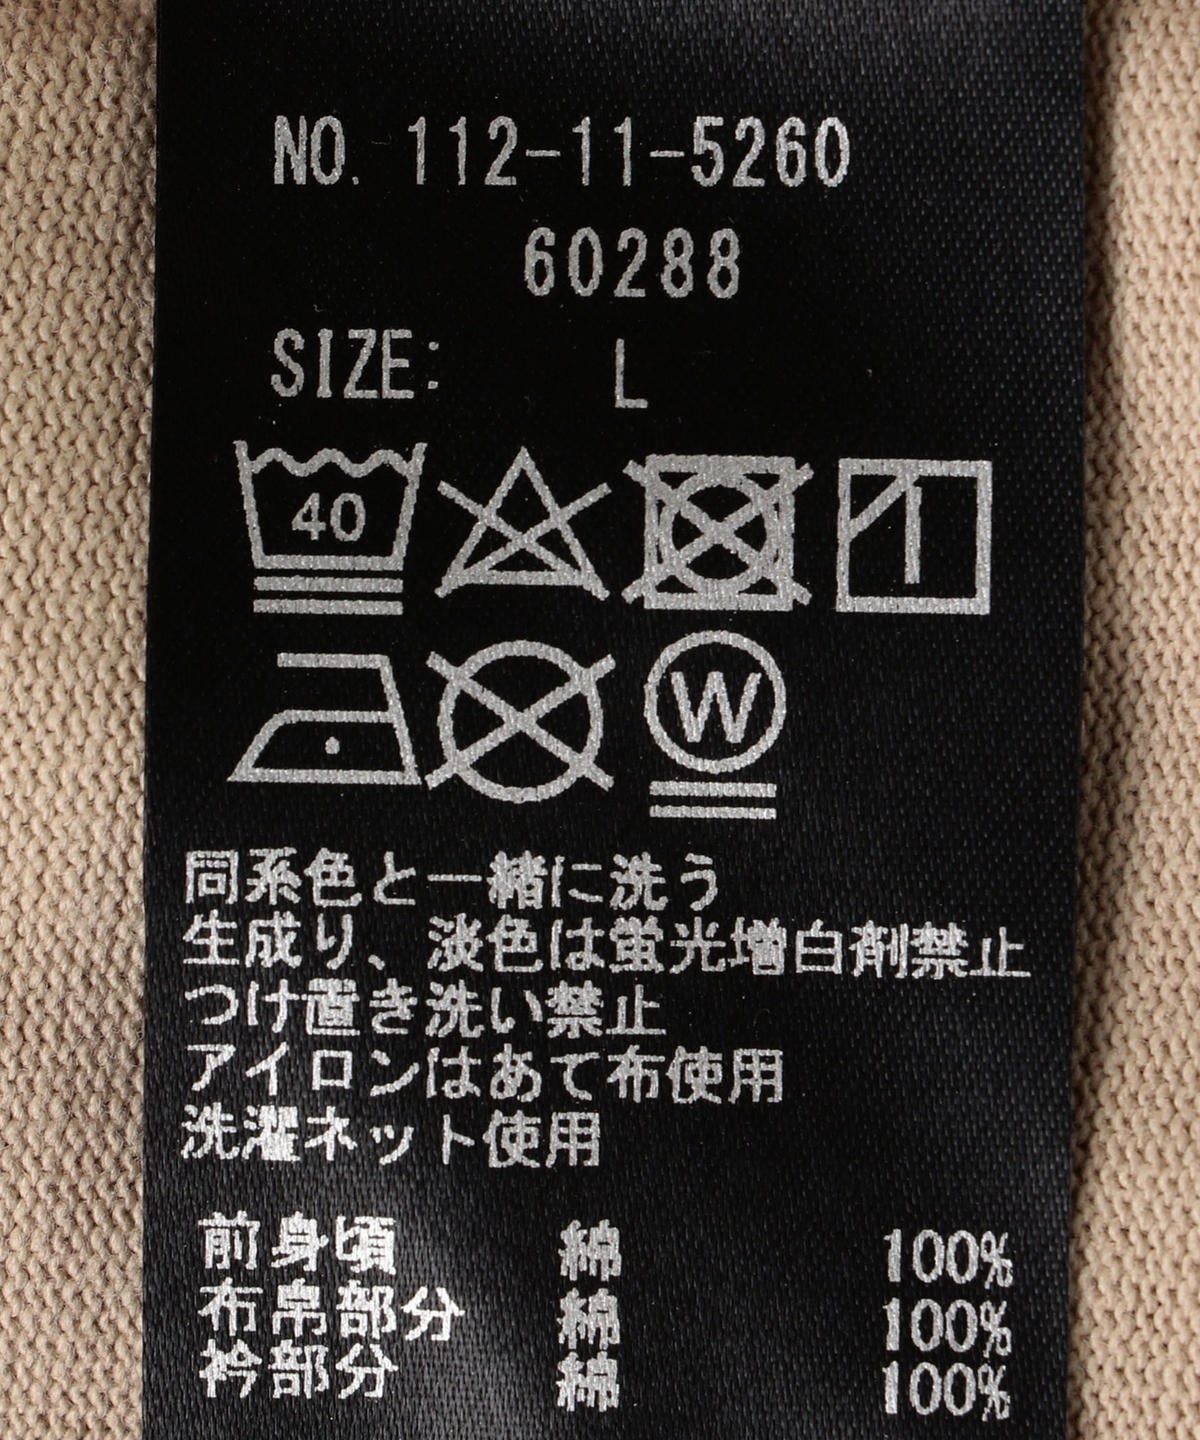 NO. 112-11-5260
60288
SIZE: L
40
W
同系色と一緒に洗う
生成り、淡色は蛍光増白剤禁止
つけ置き洗い禁止
アイロンはあて布使用
洗濯ネット使用
前身頃 綿 100%
布帛部分 綿 100%
衿部分 綿 100%